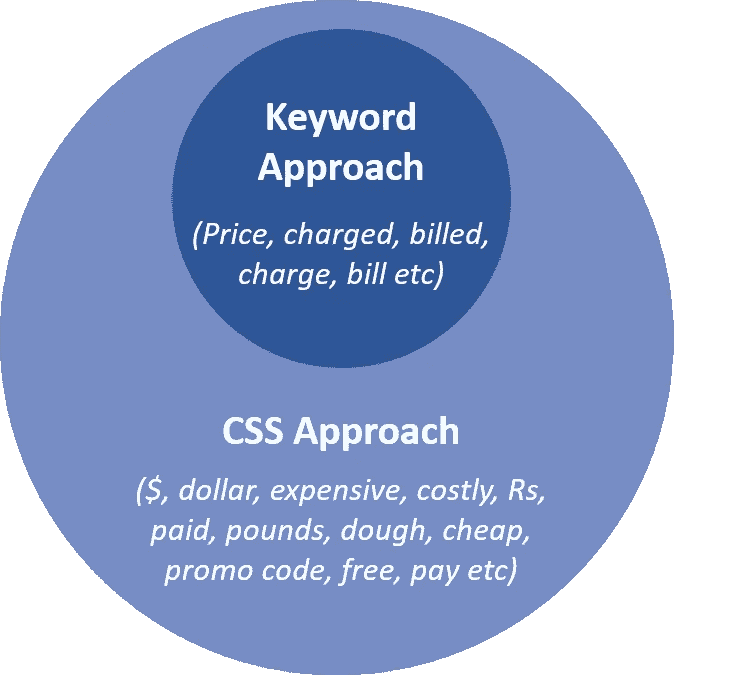 Keyword
Approach
(Price, charged, billed,
charge, bill etc)
CSS Approach
($, dollar, expensive, costly, Rs,
paid, pounds, dough, cheap,
promo code, free, pay etc)